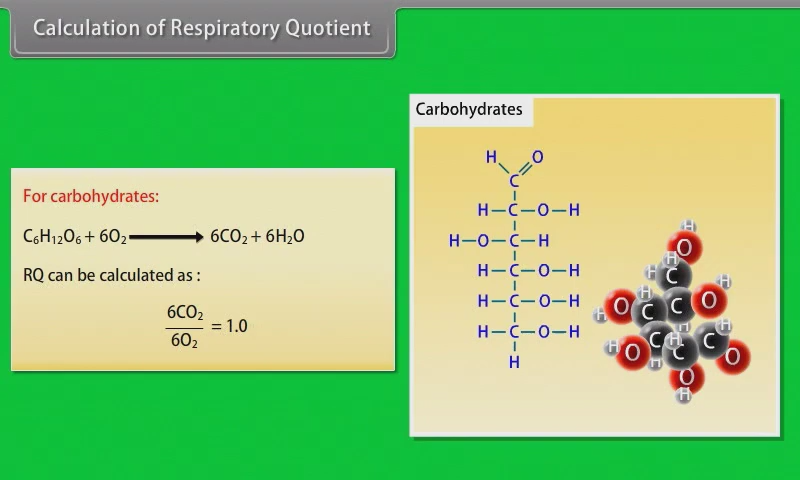 Calculation of Respiratory Quotient
For carbohydrates:
C₆H₁₂O₆ + 6O₂ ⟶ 6CO₂ + 6H₂O
RQ can be calculated as :
6CO₂
6O₂
= 1.0
Carbohydrates
H O
C
H—C—O—H
H—O—C—H
H—C—O—H
H—C—O—H
H—C—O—H
H
H
O
H
H C
H H
H O C C O
H
H C H
H O H C C O
H
O
H